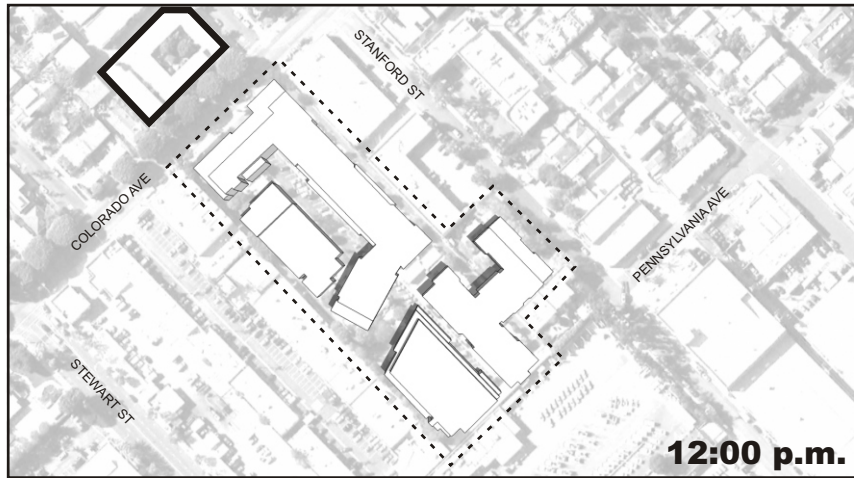 STANFORD ST
COLORADO AVE
PENNSYLVANIA AVE
STEWART ST
12:00 p.m.